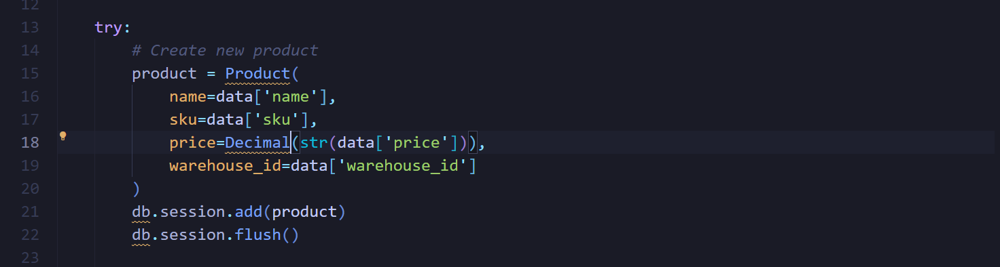 12
13 try:
14 # Create new product
15 product = Product(
16 name=data['name'],
17 sku=data['sku'],
18 price=Decimal(str(data['price'])),
19 warehouse_id=data['warehouse_id']
20 )
21 db.session.add(product)
22 db.session.flush()
23